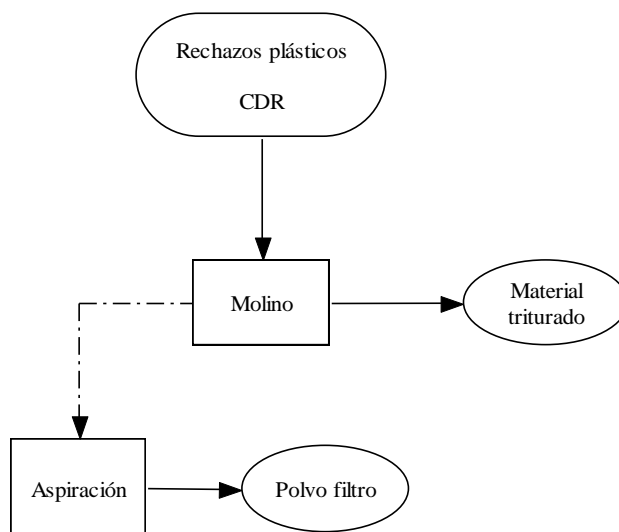 Rechazos plásticos
CDR
Molino
Material
triturado
Aspiración
Polvo filtro